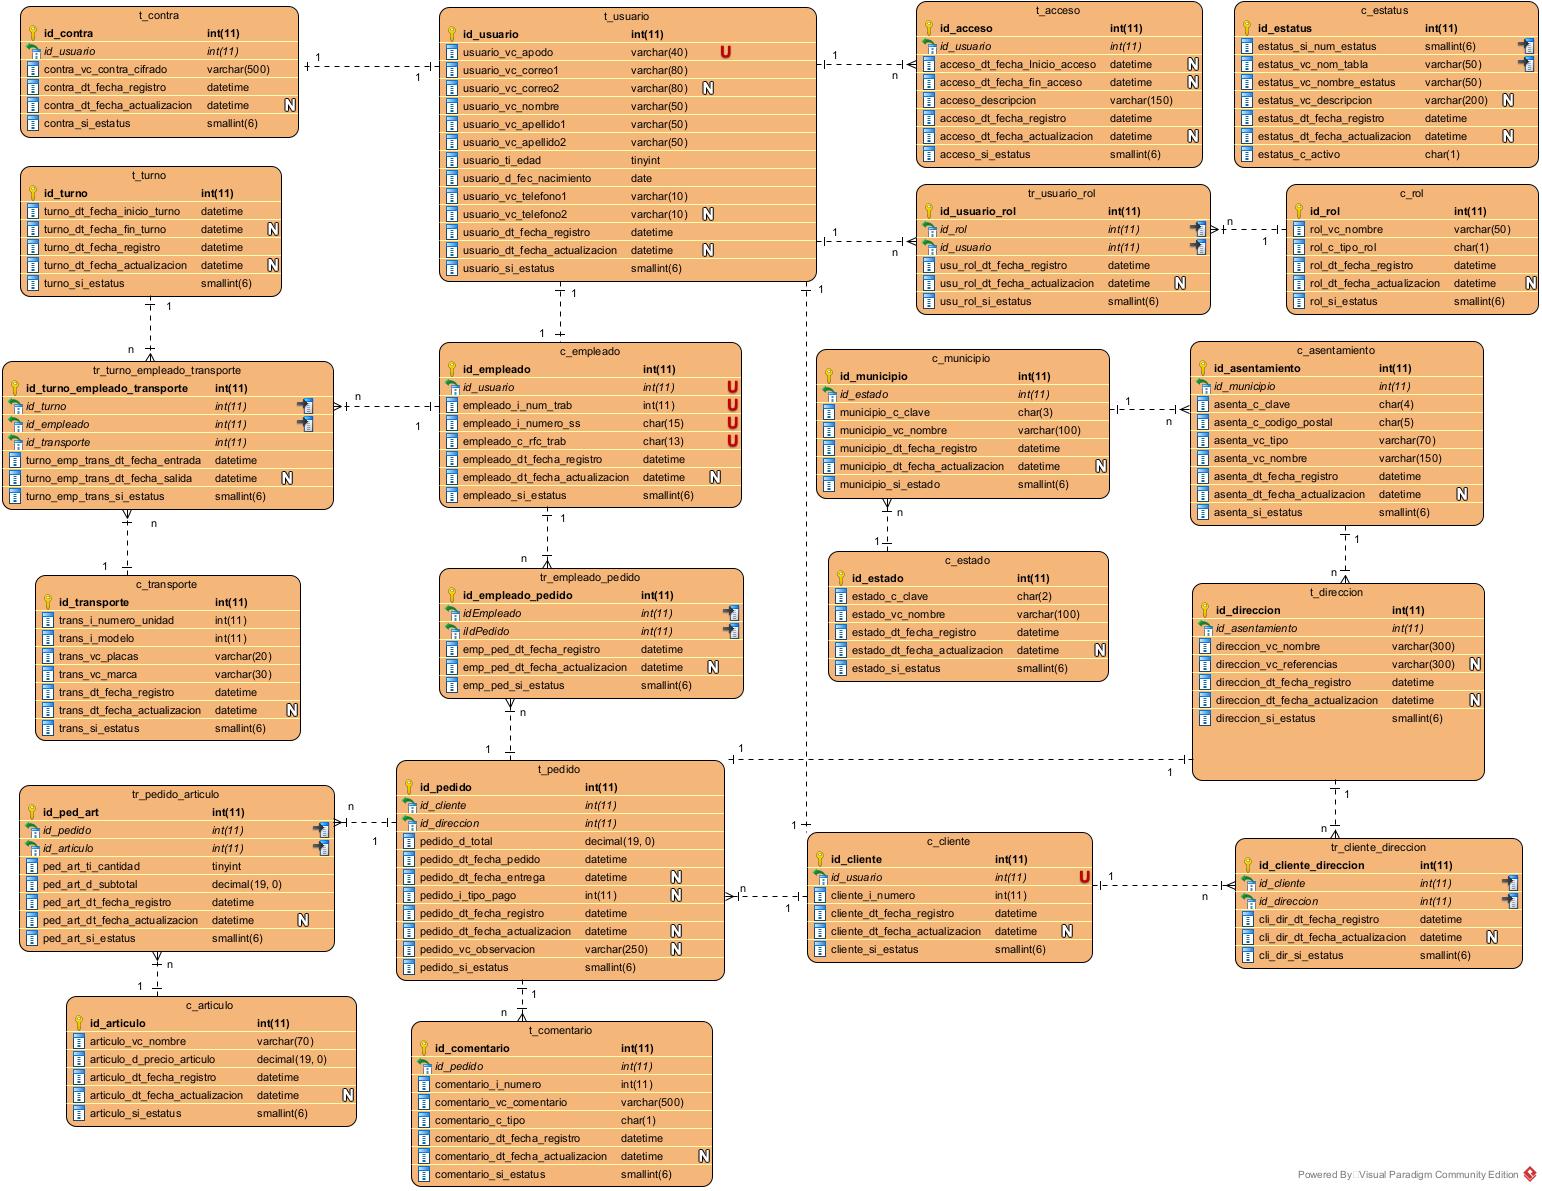 t_contra
id_contra int(11)
id_usuario int(11)
contra_vc_contra_cifrado varchar(500)
contra_dt_fecha_registro datetime
contra_dt_fecha_actualizacion datetime N
contra_si_estatus smallint(6)
1
1
t_usuario
id_usuario int(11)
usuario_vc_apodo varchar(40) U
usuario_vc_correo1 varchar(80)
usuario_vc_correo2 varchar(80) N
usuario_vc_nombre varchar(50)
usuario_vc_apellido1 varchar(50)
usuario_vc_apellido2 varchar(50)
usuario_ti_edad tinyint
usuario_d_fec_nacimiento date
usuario_vc_telefono1 varchar(10)
usuario_vc_telefono2 varchar(10) N
usuario_dt_fecha_registro datetime
usuario_dt_fecha_actualizacion datetime N
usuario_si_estatus smallint(6)
1
n
t_acceso
id_acceso int(11)
id_usuario int(11)
acceso_dt_fecha_Inicio_acceso datetime N
acceso_dt_fecha_fin_acceso datetime N
acceso_descripcion varchar(150)
acceso_dt_fecha_registro datetime
acceso_dt_fecha_actualizacion datetime N
acceso_si_estatus smallint(6)
c_estatus
id_estatus int(11)
estatus_si_num_estatus smallint(6)
estatus_vc_nom_tabla varchar(50)
estatus_vc_nombre_estatus varchar(50)
estatus_vc_descripcion varchar(200) N
estatus_dt_fecha_registro datetime
estatus_dt_fecha_actualizacion datetime N
estatus_c_activo char(1)
t_turno
id_turno int(11)
turno_dt_fecha_inicio_turno datetime
turno_dt_fecha_fin_turno datetime N
turno_dt_fecha_registro datetime
turno_dt_fecha_actualizacion datetime N
turno_si_estatus smallint(6)
1
n
1
n
tr_usuario_rol
id_usuario_rol int(11)
id_rol int(11)
id_usuario int(11)
usu_rol_dt_fecha_registro datetime
usu_rol_dt_fecha_actualizacion datetime N
usu_rol_si_estatus smallint(6)
n
1
c_rol
id_rol int(11)
rol_vc_nombre varchar(50)
rol_c_tipo_rol char(1)
rol_dt_fecha_registro datetime
rol_dt_fecha_actualizacion datetime N
rol_si_estatus smallint(6)
1
1
1
tr_turno_empleado_transporte
id_turno_empleado_transporte int(11)
id_turno int(11)
id_empleado int(11)
id_transporte int(11)
turno_emp_trans_dt_fecha_entrada datetime
turno_emp_trans_dt_fecha_salida datetime N
turno_emp_trans_si_estatus smallint(6)
n
1
c_empleado
id_empleado int(11)
id_usuario int(11) U
empleado_i_num_trab int(11) U
empleado_i_numero_ss char(15) U
empleado_c_rfc_trab char(13) U
empleado_dt_fecha_registro datetime
empleado_dt_fecha_actualizacion datetime N
empleado_si_estatus smallint(6)
c_municipio
id_municipio int(11)
id_estado int(11)
municipio_c_clave char(3)
municipio_vc_nombre varchar(100)
municipio_dt_fecha_registro datetime
municipio_dt_fecha_actualizacion datetime N
municipio_si_estado smallint(6)
1
n
c_asentamiento
id_asentamiento int(11)
id_municipio int(11)
asenta_c_clave char(4)
asenta_c_codigo_postal char(5)
asenta_vc_tipo varchar(70)
asenta_vc_nombre varchar(150)
asenta_dt_fecha_registro datetime
asenta_dt_fecha_actualizacion datetime N
asenta_si_estatus smallint(6)
n
1
1
n
n
1
1
n
c_transporte
id_transporte int(11)
trans_i_numero_unidad int(11)
trans_i_modelo int(11)
trans_vc_placas varchar(20)
trans_vc_marca varchar(30)
trans_dt_fecha_registro datetime
trans_dt_fecha_actualizacion datetime N
trans_si_estatus smallint(6)
tr_empleado_pedido
id_empleado_pedido int(11)
idEmpleado int(11)
iIdPedido int(11)
emp_ped_dt_fecha_registro datetime
emp_ped_dt_fecha_actualizacion datetime N
emp_ped_si_estatus smallint(6)
c_estado
id_estado int(11)
estado_c_clave char(2)
estado_vc_nombre varchar(100)
estado_dt_fecha_registro datetime
estado_dt_fecha_actualizacion datetime N
estado_si_estatus smallint(6)
t_direccion
id_direccion int(11)
id_asentamiento int(11)
direccion_vc_nombre varchar(300)
direccion_vc_referencias varchar(300) N
direccion_dt_fecha_registro datetime
direccion_dt_fecha_actualizacion datetime N
direccion_si_estatus smallint(6)
n
1
1
1
tr_pedido_articulo
id_ped_art int(11)
id_pedido int(11)
id_articulo int(11)
ped_art_ti_cantidad tinyint
ped_art_d_subtotal decimal(19, 0)
ped_art_dt_fecha_registro datetime
ped_art_dt_fecha_actualizacion datetime N
ped_art_si_estatus smallint(6)
n
1
t_pedido
id_pedido int(11)
id_cliente int(11)
id_direccion int(11)
pedido_d_total decimal(19, 0)
pedido_dt_fecha_pedido datetime
pedido_dt_fecha_entrega datetime N
pedido_i_tipo_pago int(11) N
pedido_dt_fecha_registro datetime
pedido_dt_fecha_actualizacion datetime N
pedido_vc_observacion varchar(250) N
pedido_si_estatus smallint(6)
n
1
1
c_cliente
id_cliente int(11)
id_usuario int(11) U
cliente_i_numero int(11)
cliente_dt_fecha_registro datetime
cliente_dt_fecha_actualizacion datetime N
cliente_si_estatus smallint(6)
1
n
1
n
tr_cliente_direccion
id_cliente_direccion int(11)
id_cliente int(11)
id_direccion int(11)
cli_dir_dt_fecha_registro datetime
cli_dir_dt_fecha_actualizacion datetime N
cli_dir_si_estatus smallint(6)
n
1
1
n
c_articulo
id_articulo int(11)
articulo_vc_nombre varchar(70)
articulo_d_precio_articulo decimal(19, 0)
articulo_dt_fecha_registro datetime
articulo_dt_fecha_actualizacion datetime N
articulo_si_estatus smallint(6)
t_comentario
id_comentario int(11)
id_pedido int(11)
comentario_i_numero int(11)
comentario_vc_comentario varchar(500)
comentario_c_tipo char(1)
comentario_dt_fecha_registro datetime
comentario_dt_fecha_actualizacion datetime N
comentario_si_estatus smallint(6)
Powered By Visual Paradigm Community Edition